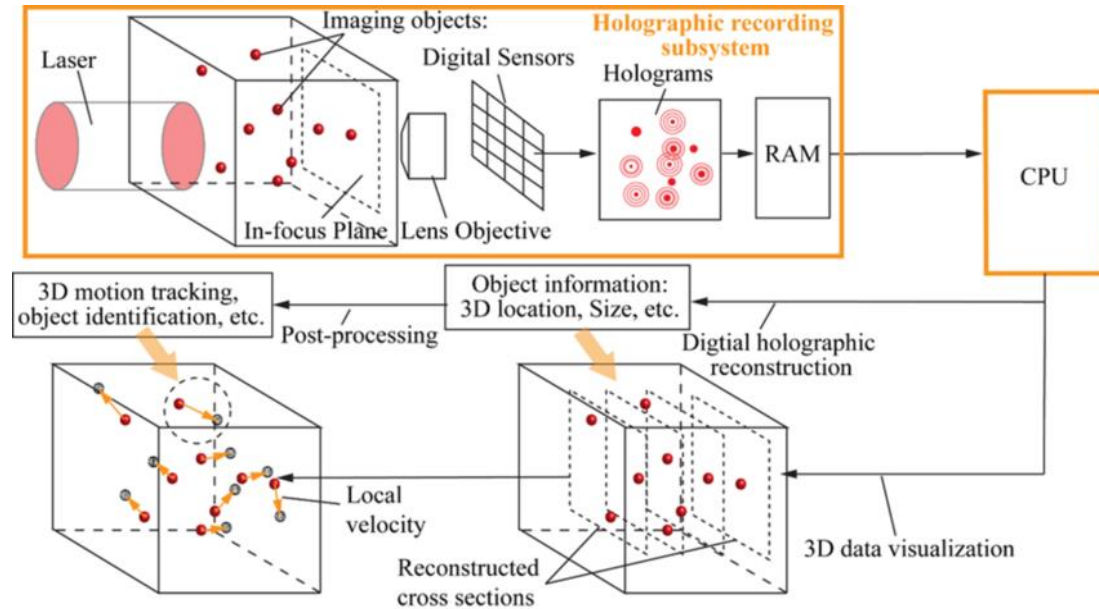 Imaging objects:
Holographic recording
subsystem
Laser
Digital Sensors
Holograms
RAM
CPU
In-focus Plane
Lens Objective
3D motion tracking,
object identification, etc.
Object information:
3D location, Size, etc.
Post-processing
Digtial holographic
reconstruction
Local
velocity
Reconstructed
cross sections
3D data visualization